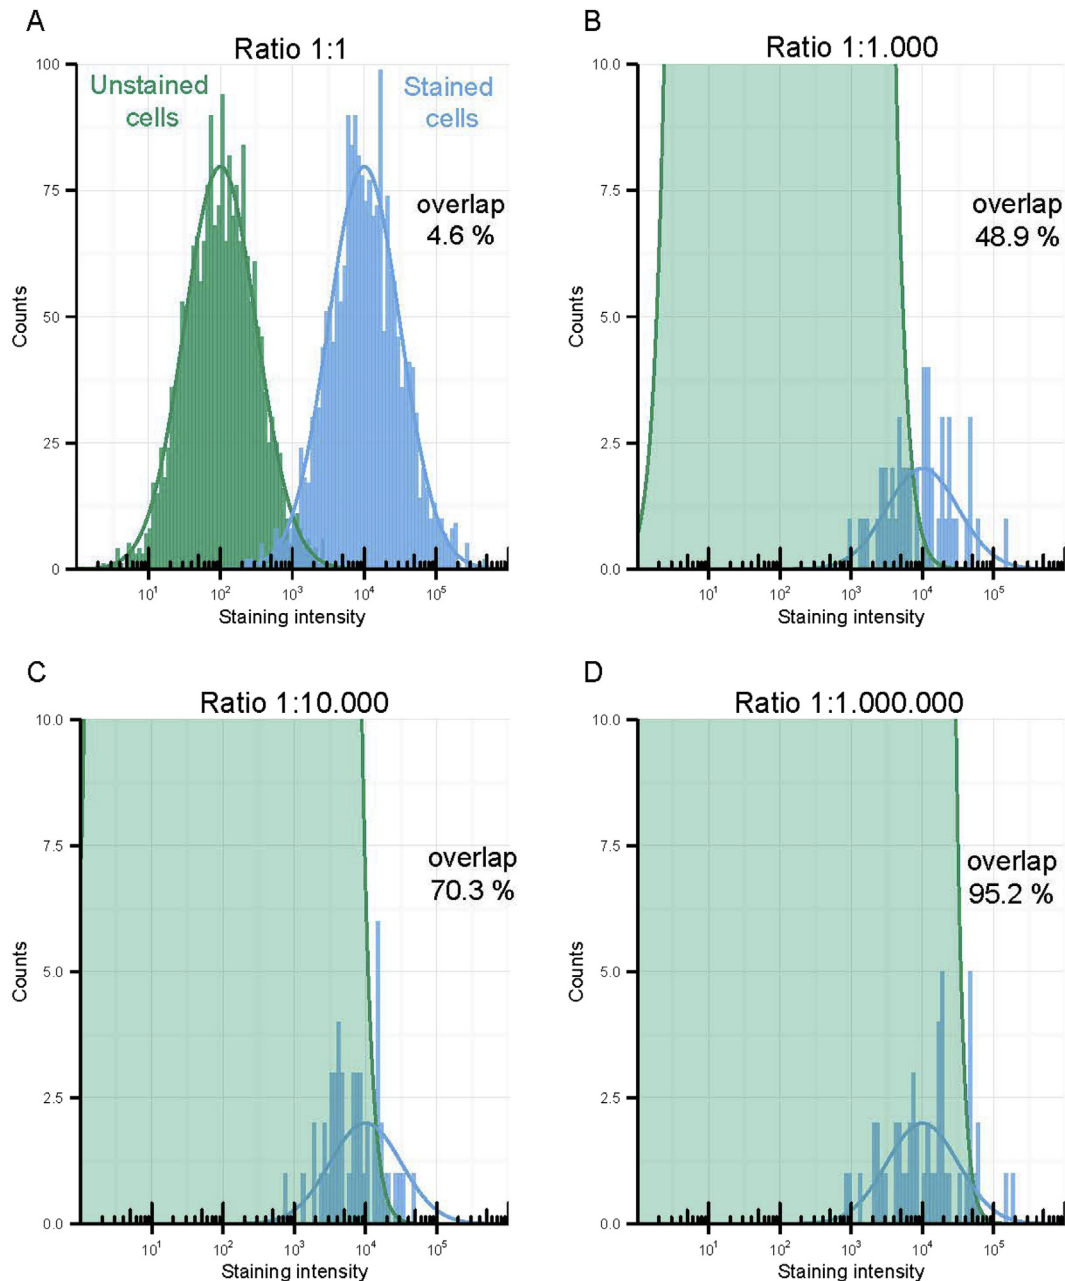 A
Ratio 1:1
Unstained
cells
Stained
cells
overlap
4.6 %
100
75
50
25
0
Counts
10¹ 10² 10³ 10⁴ 10⁵
Staining intensity
B
Ratio 1:1.000
overlap
48.9 %
10.0
7.5
5.0
2.5
0.0
Counts
10¹ 10² 10³ 10⁴ 10⁵
Staining intensity
C
Ratio 1:10.000
overlap
70.3 %
10.0
7.5
5.0
2.5
0.0
Counts
10¹ 10² 10³ 10⁴ 10⁵
Staining intensity
D
Ratio 1:1.000.000
overlap
95.2 %
10.0
7.5
5.0
2.5
0.0
Counts
10¹ 10² 10³ 10⁴ 10⁵
Staining intensity